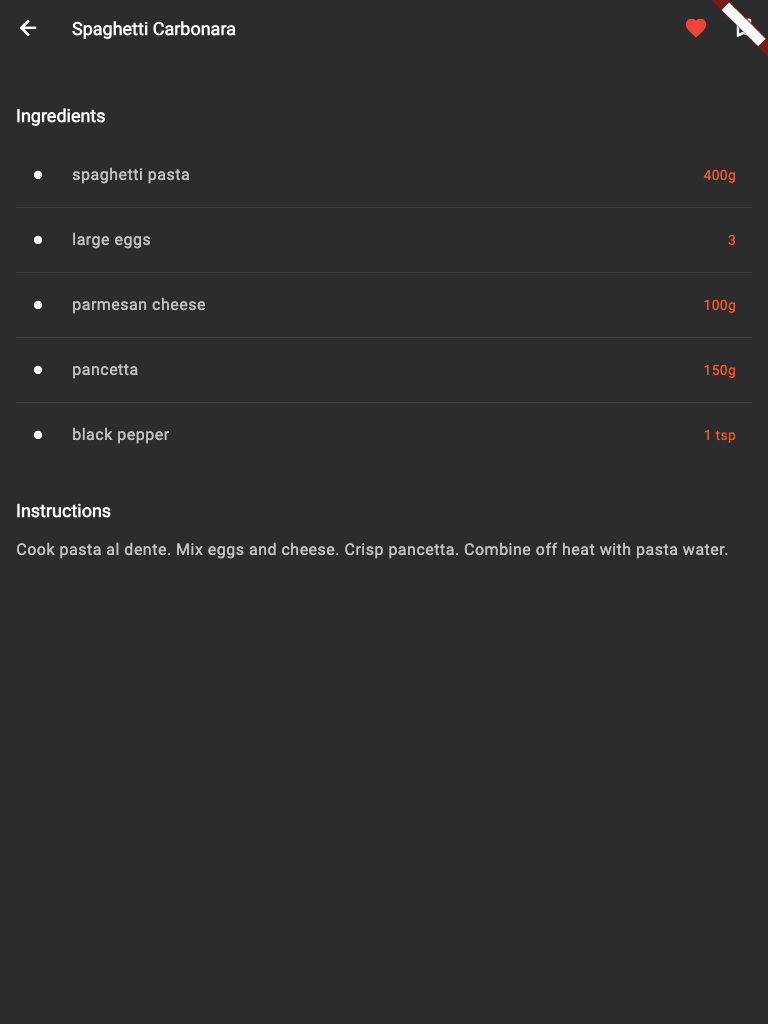 Spaghetti Carbonara
Ingredients
spaghetti pasta 400g
large eggs 3
parmesan cheese 100g
pancetta 150g
black pepper 1 tsp
Instructions
Cook pasta al dente. Mix eggs and cheese. Crisp pancetta. Combine off heat with pasta water.